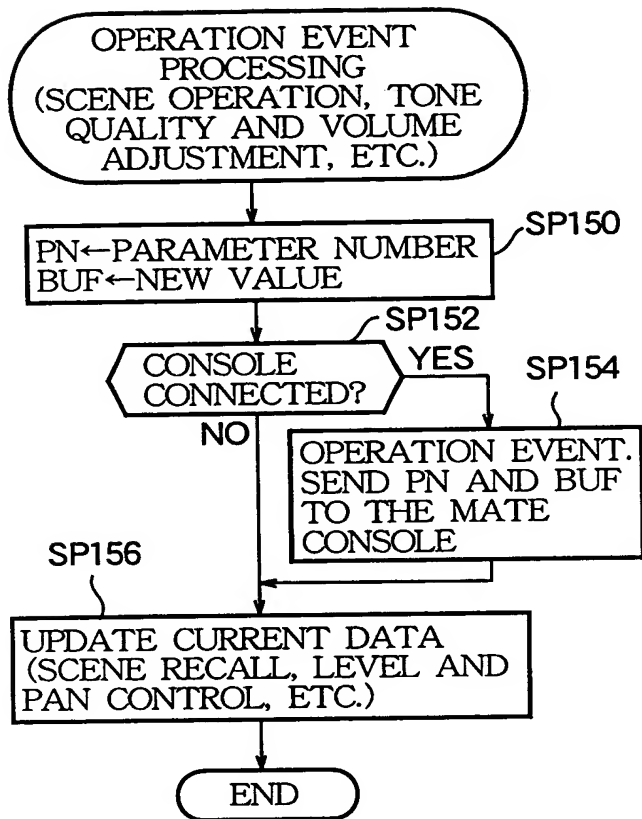 OPERATION EVENT
PROCESSING
(SCENE OPERATION, TONE
QUALITY AND VOLUME
ADJUSTMENT, ETC.)
SP150
PN←PARAMETER NUMBER
BUF←NEW VALUE
SP152
CONSOLE
CONNECTED?
YES
NO
SP154
OPERATION EVENT.
SEND PN AND BUF
TO THE MATE
CONSOLE
SP156
UPDATE CURRENT DATA
(SCENE RECALL, LEVEL AND
PAN CONTROL, ETC.)
END